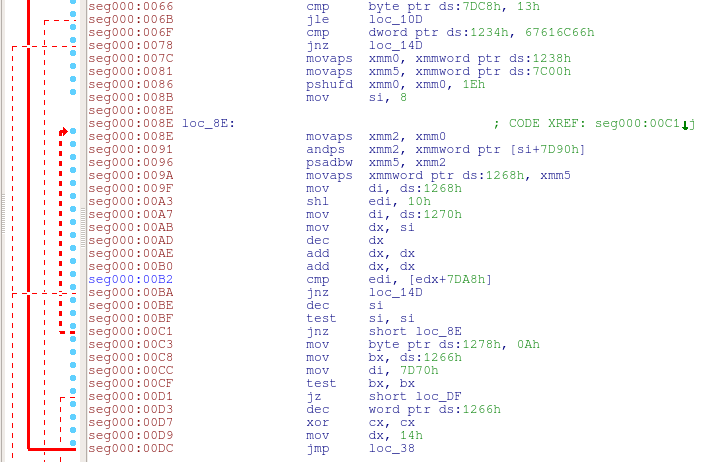 seg000:0066 cmp byte ptr ds:7DC8h, 13h
seg000:006B jle loc_10D
seg000:006F cmp dword ptr ds:1234h, 67616C66h
seg000:0078 jnz loc_14D
seg000:007C movaps xmm0, xmmword ptr ds:1238h
seg000:0081 movaps xmm5, xmmword ptr ds:7C00h
seg000:0086 pshufd xmm0, xmm0, 1Eh
seg000:008B mov si, 8
seg000:008E
seg000:008E loc_8E: ; CODE XREF: seg000:00C1↓j
seg000:008E movaps xmm2, xmm0
seg000:0091 andps xmm2, xmmword ptr [si+7D90h]
seg000:0096 psadbw xmm5, xmm2
seg000:009A movaps xmmword ptr ds:1268h, xmm5
seg000:009F mov di, ds:1268h
seg000:00A3 shl edi, 10h
seg000:00A7 mov di, ds:1270h
seg000:00AB mov dx, si
seg000:00AD dec dx
seg000:00AE add dx, dx
seg000:00B0 add dx, dx
seg000:00B2 cmp edi, [edx+7DA8h]
seg000:00BA jnz loc_14D
seg000:00BE dec si
seg000:00BF test si, si
seg000:00C1 jnz short loc_8E
seg000:00C3 mov byte ptr ds:1278h, 0Ah
seg000:00C8 mov bx, ds:1266h
seg000:00CC mov di, 7D70h
seg000:00CF test bx, bx
seg000:00D1 jz short loc_DF
seg000:00D3 dec word ptr ds:1266h
seg000:00D7 xor cx, cx
seg000:00D9 mov dx, 14h
seg000:00DC jmp loc_38